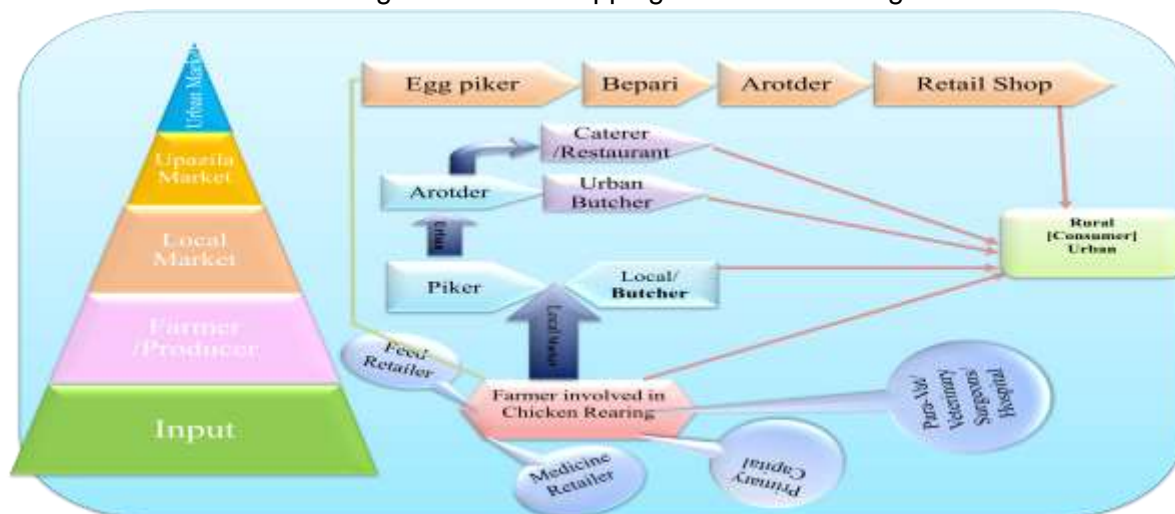 Urban Market
Upazila
Market
Local
Market
Farmer
/Producer
Input
Egg piker
Bepari
Arotder
Retail Shop
Caterer
/Restaurant
Arotder
Urban
Butcher
Urban
Piker
Local/
Butcher
Local Market
Rural
[Consumer]
Urban
Feed
Retailer
Farmer involved in
Chicken Rearing
Medicine
Retailer
Primary
Capital
Para-Vet/
Veterinary
Surgeons/
Hospital